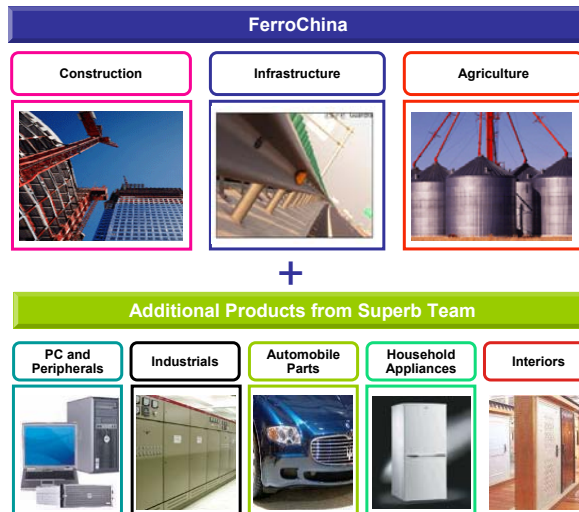 FerroChina
Construction
Infrastructure
Agriculture
+
Additional Products from Superb Team
PC and
Peripherals
Industrials
Automobile
Parts
Household
Appliances
Interiors